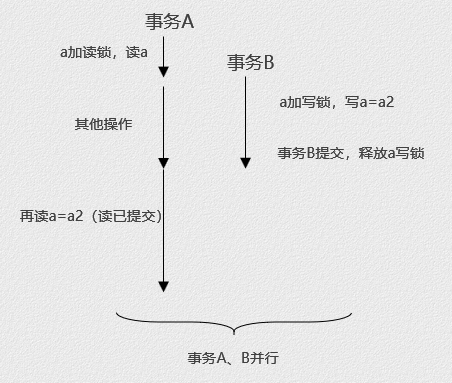 事务A
a加读锁，读a
事务B
a加写锁，写a=a2
其他操作
事务B提交，释放a写锁
再读a=a2（读已提交）
事务A、B并行